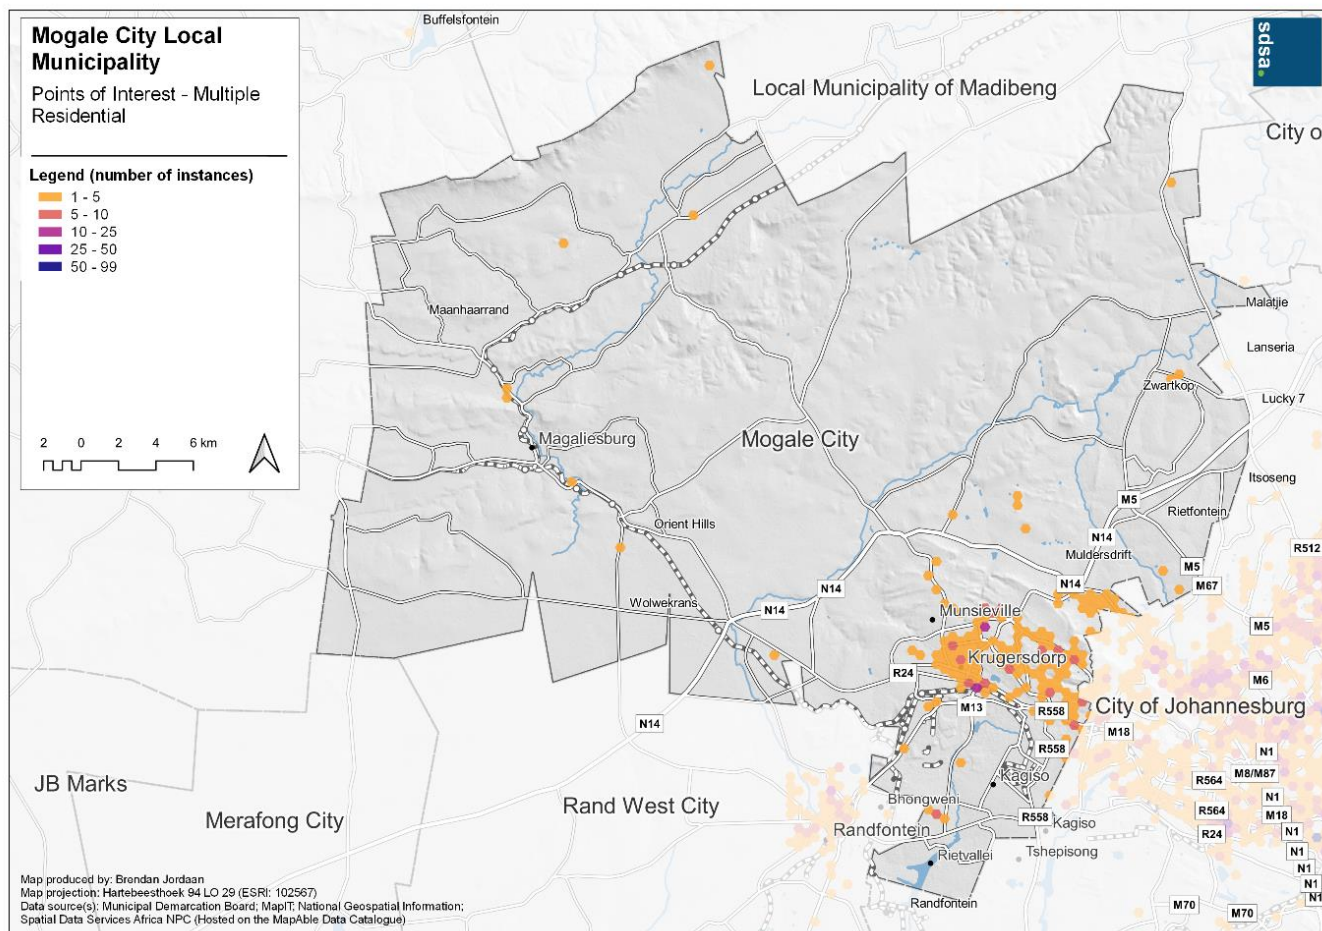 Mogale City Local
Municipality
Points of Interest - Multiple
Residential
Legend (number of instances)
1 - 5
5 - 10
10 - 25
25 - 50
50 - 99
2 0 2 4 6 km
sdsa
Buffelsfontein
Local Municipality of Madibeng
City o
Malatjie
Maanhaarrand
Lanseria
Zwartkop
Lucky 7
Magaliesburg
Mogale City
Itsoseng
M5
Rietfontein
Orient Hills
N14
Muldersdrift
R512
M5
N14
M67
N14
Wolwekrans
N14
Munsieville
M5
Krugersdorp
R24
M6
M13
R558
City of Johannesburg
N14
M18
R558
N1
JB Marks
Kagiso
R564
M8/M87
Rand West City
Bhongweni
N1
Merafong City
R558
Kagiso
R564
M18
Randfontein
R24
N1
Tshepisong
N1
Rietvallei
N1
N1
Randfontein
M70
M70
N1
Map produced by: Brendan Jordaan
Map projection: Hartebeesthoek 94 LO 29 (ESRI: 102567)
Data source(s): Municipal Demarcation Board; MapIT; National Geospatial Information;
Spatial Data Services Africa NPC (Hosted on the MapAble Data Catalogue)